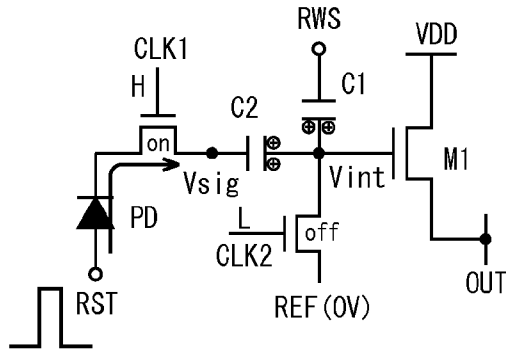 RWS
CLK1
VDD
H
C1
C2
on
Vsig
Vint
M1
PD
L
off
CLK2
RST
REF(0V)
OUT